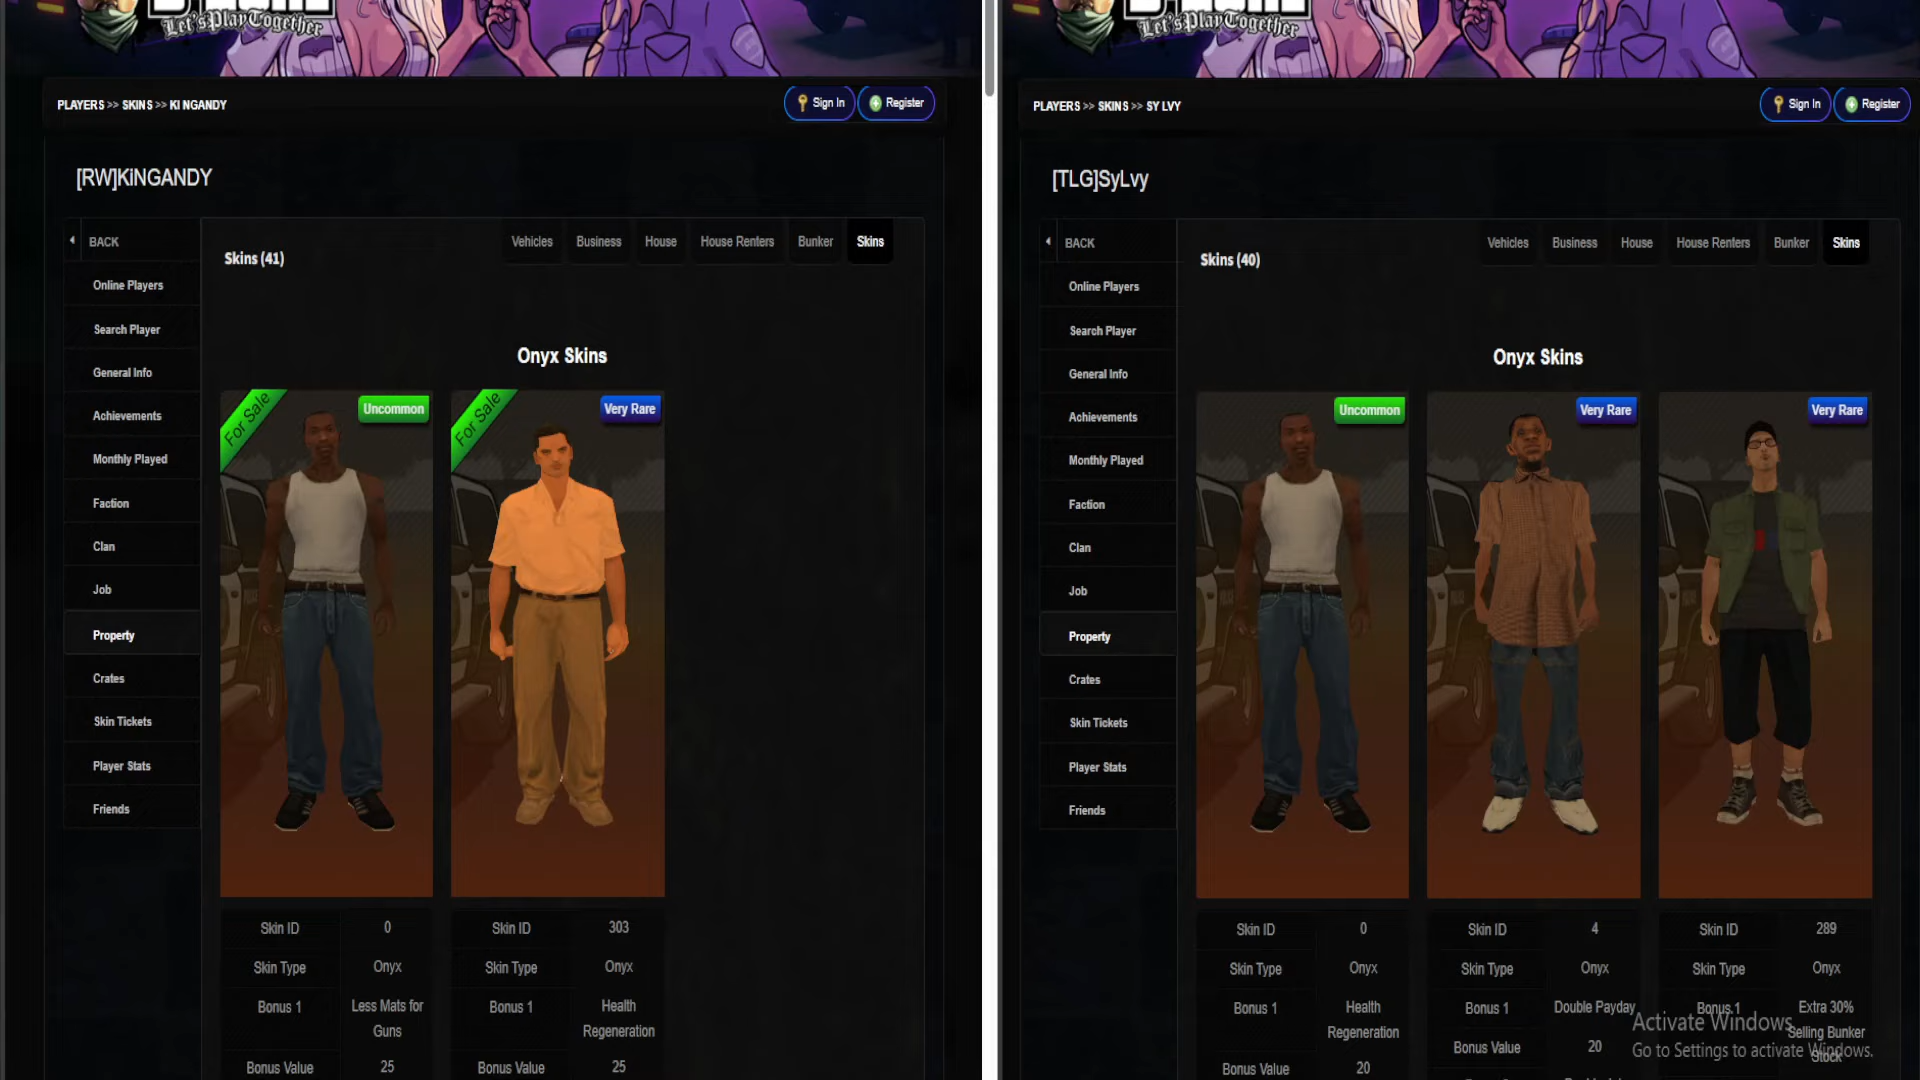 Let'sPlayTogether
PLAYERS >> SKINS >> KI NGANDY
Sign In
Register
[RW]KiNGANDY
BACK
Online Players
Search Player
General Info
Achievements
Monthly Played
Faction
Clan
Job
Property
Crates
Skin Tickets
Player Stats
Friends
Skins (41)
Vehicles
Business
House
House Renters
Bunker
Skins
Onyx Skins
For Sale
Uncommon
For Sale
Very Rare
Skin ID
0
Skin Type
Onyx
Bonus 1
Less Mats for
Guns
Bonus Value
25
Skin ID
303
Skin Type
Onyx
Bonus 1
Health
Regeneration
Bonus Value
25
Let'sPlayTogether
PLAYERS >> SKINS >> SY LVY
Sign In
Register
[TLG]SyLvy
BACK
Online Players
Search Player
General Info
Achievements
Monthly Played
Faction
Clan
Job
Property
Crates
Skin Tickets
Player Stats
Friends
Skins (40)
Vehicles
Business
House
House Renters
Bunker
Skins
Onyx Skins
Uncommon
Very Rare
Very Rare
Skin ID
0
Skin Type
Onyx
Bonus 1
Health
Regeneration
Bonus Value
20
Skin ID
4
Skin Type
Onyx
Bonus 1
Double Payday
Bonus Value
20
Skin ID
289
Skin Type
Onyx
Bonus 1
Extra 30%
Selling Bunker
Stock
Activate Windows
Go to Settings to activate Windows.